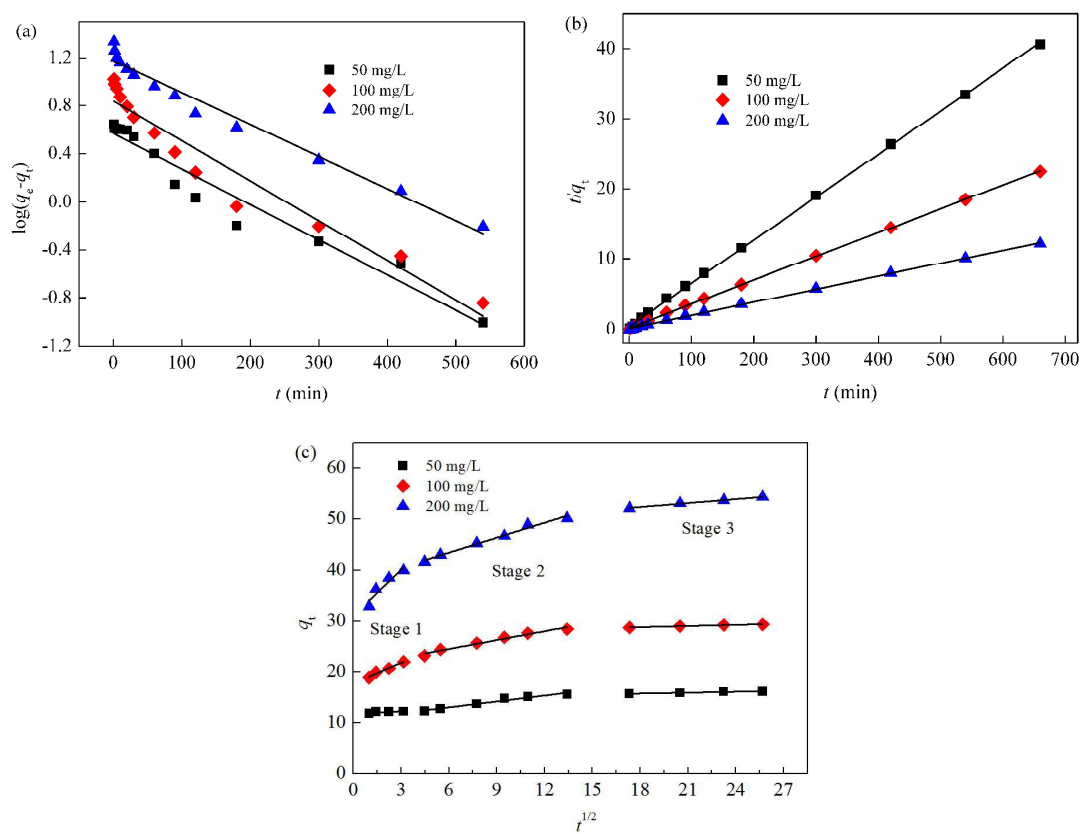 (a)
1.2
0.8
0.4
0.0
-0.4
-0.8
-1.2
log(qe-qt)
50 mg/L
100 mg/L
200 mg/L
0 100 200 300 400 500 600
t (min)
(b)
40
30
20
10
0
t/qt
50 mg/L
100 mg/L
200 mg/L
0 100 200 300 400 500 600 700
t (min)
(c)
60
50
40
30
20
10
0
qt
50 mg/L
100 mg/L
200 mg/L
Stage 3
Stage 2
Stage 1
0 3 6 9 12 15 18 21 24 27
t1/2